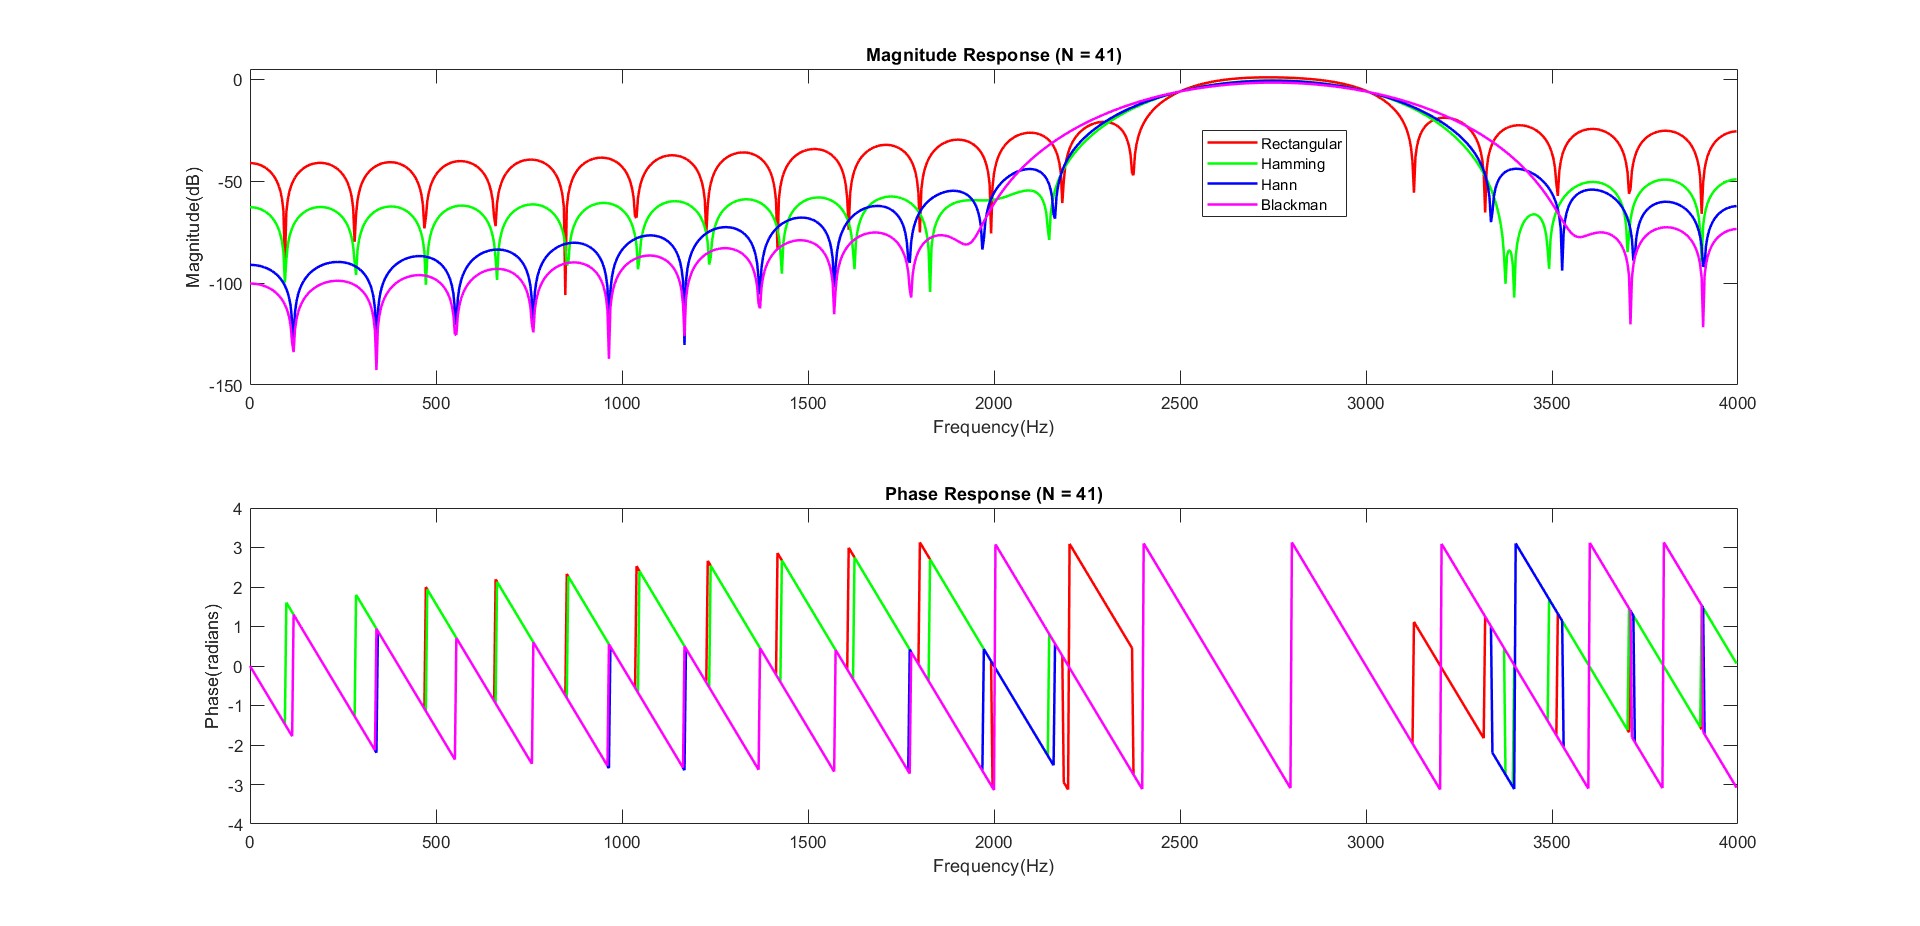 Magnitude Response (N = 41)
Magnitude(dB)
0
-50
-100
-150
Rectangular
Hamming
Hann
Blackman
0 500 1000 1500 2000 2500 3000 3500 4000
Frequency(Hz)
Phase Response (N = 41)
Phase(radians)
4
3
2
1
0
-1
-2
-3
-4
0 500 1000 1500 2000 2500 3000 3500 4000
Frequency(Hz)